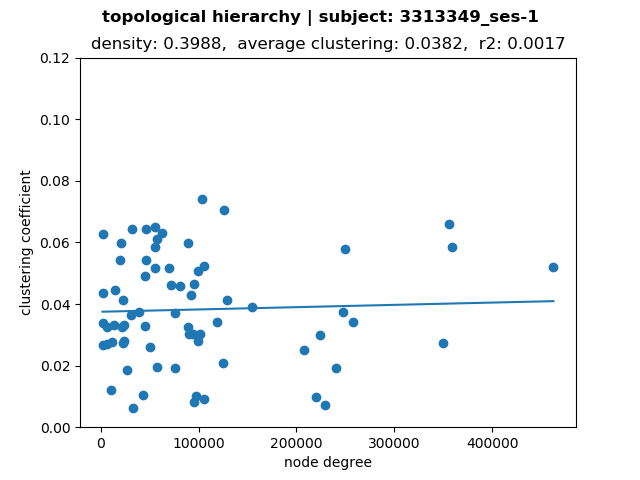 topological hierarchy | subject: 3313349_ses-1
density: 0.3988,  average clustering: 0.0382,  r2: 0.0017
0.12
0.10
0.08
0.06
0.04
0.02
0.00
clustering coefficient
0 100000 200000 300000 400000
node degree